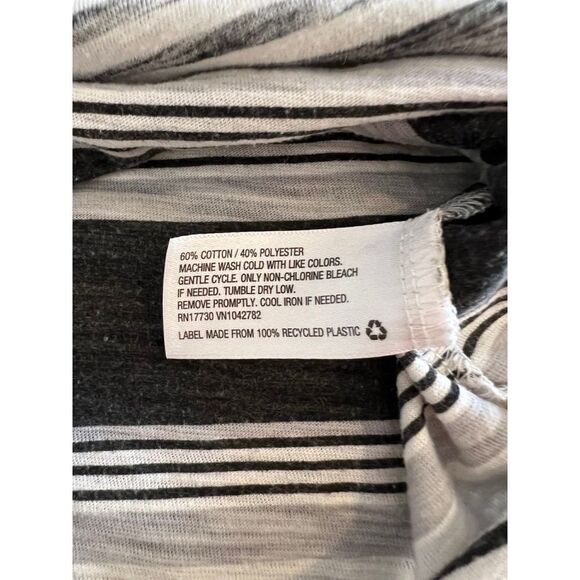 60% COTTON / 40% POLYESTER
MACHINE WASH COLD WITH LIKE COLORS.
GENTLE CYCLE. ONLY NON-CHLORINE BLEACH
IF NEEDED. TUMBLE DRY LOW.
REMOVE PROMPTLY. COOL IRON IF NEEDED.
RN17730 VN1042782
LABEL MADE FROM 100% RECYCLED PLASTIC